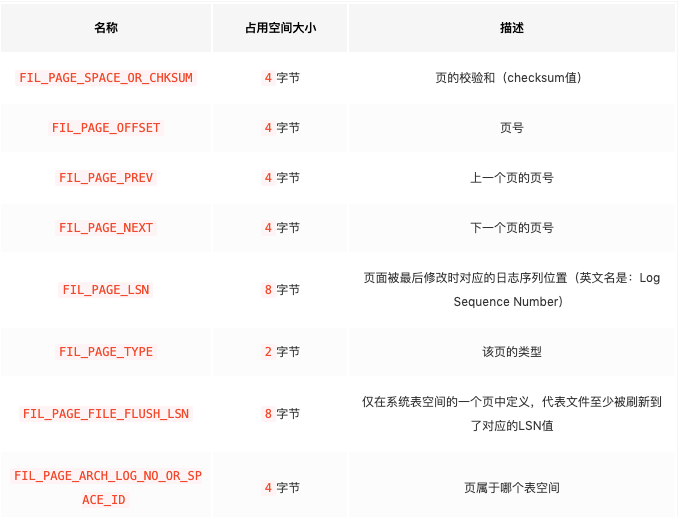 名称 占用空间大小 描述
FIL_PAGE_SPACE_OR_CHKSUM 4 字节 页的校验和（checksum值）
FIL_PAGE_OFFSET 4 字节 页号
FIL_PAGE_PREV 4 字节 上一个页的页号
FIL_PAGE_NEXT 4 字节 下一个页的页号
FIL_PAGE_LSN 8 字节 页面被最后修改时对应的日志序列位置（英文名是：Log
Sequence Number）
FIL_PAGE_TYPE 2 字节 该页的类型
FIL_PAGE_FILE_FLUSH_LSN 8 字节 仅在系统表空间的一个页中定义，代表文件至少被刷新到
了对应的LSN值
FIL_PAGE_ARCH_LOG_NO_OR_SP
ACE_ID 4 字节 页属于哪个表空间